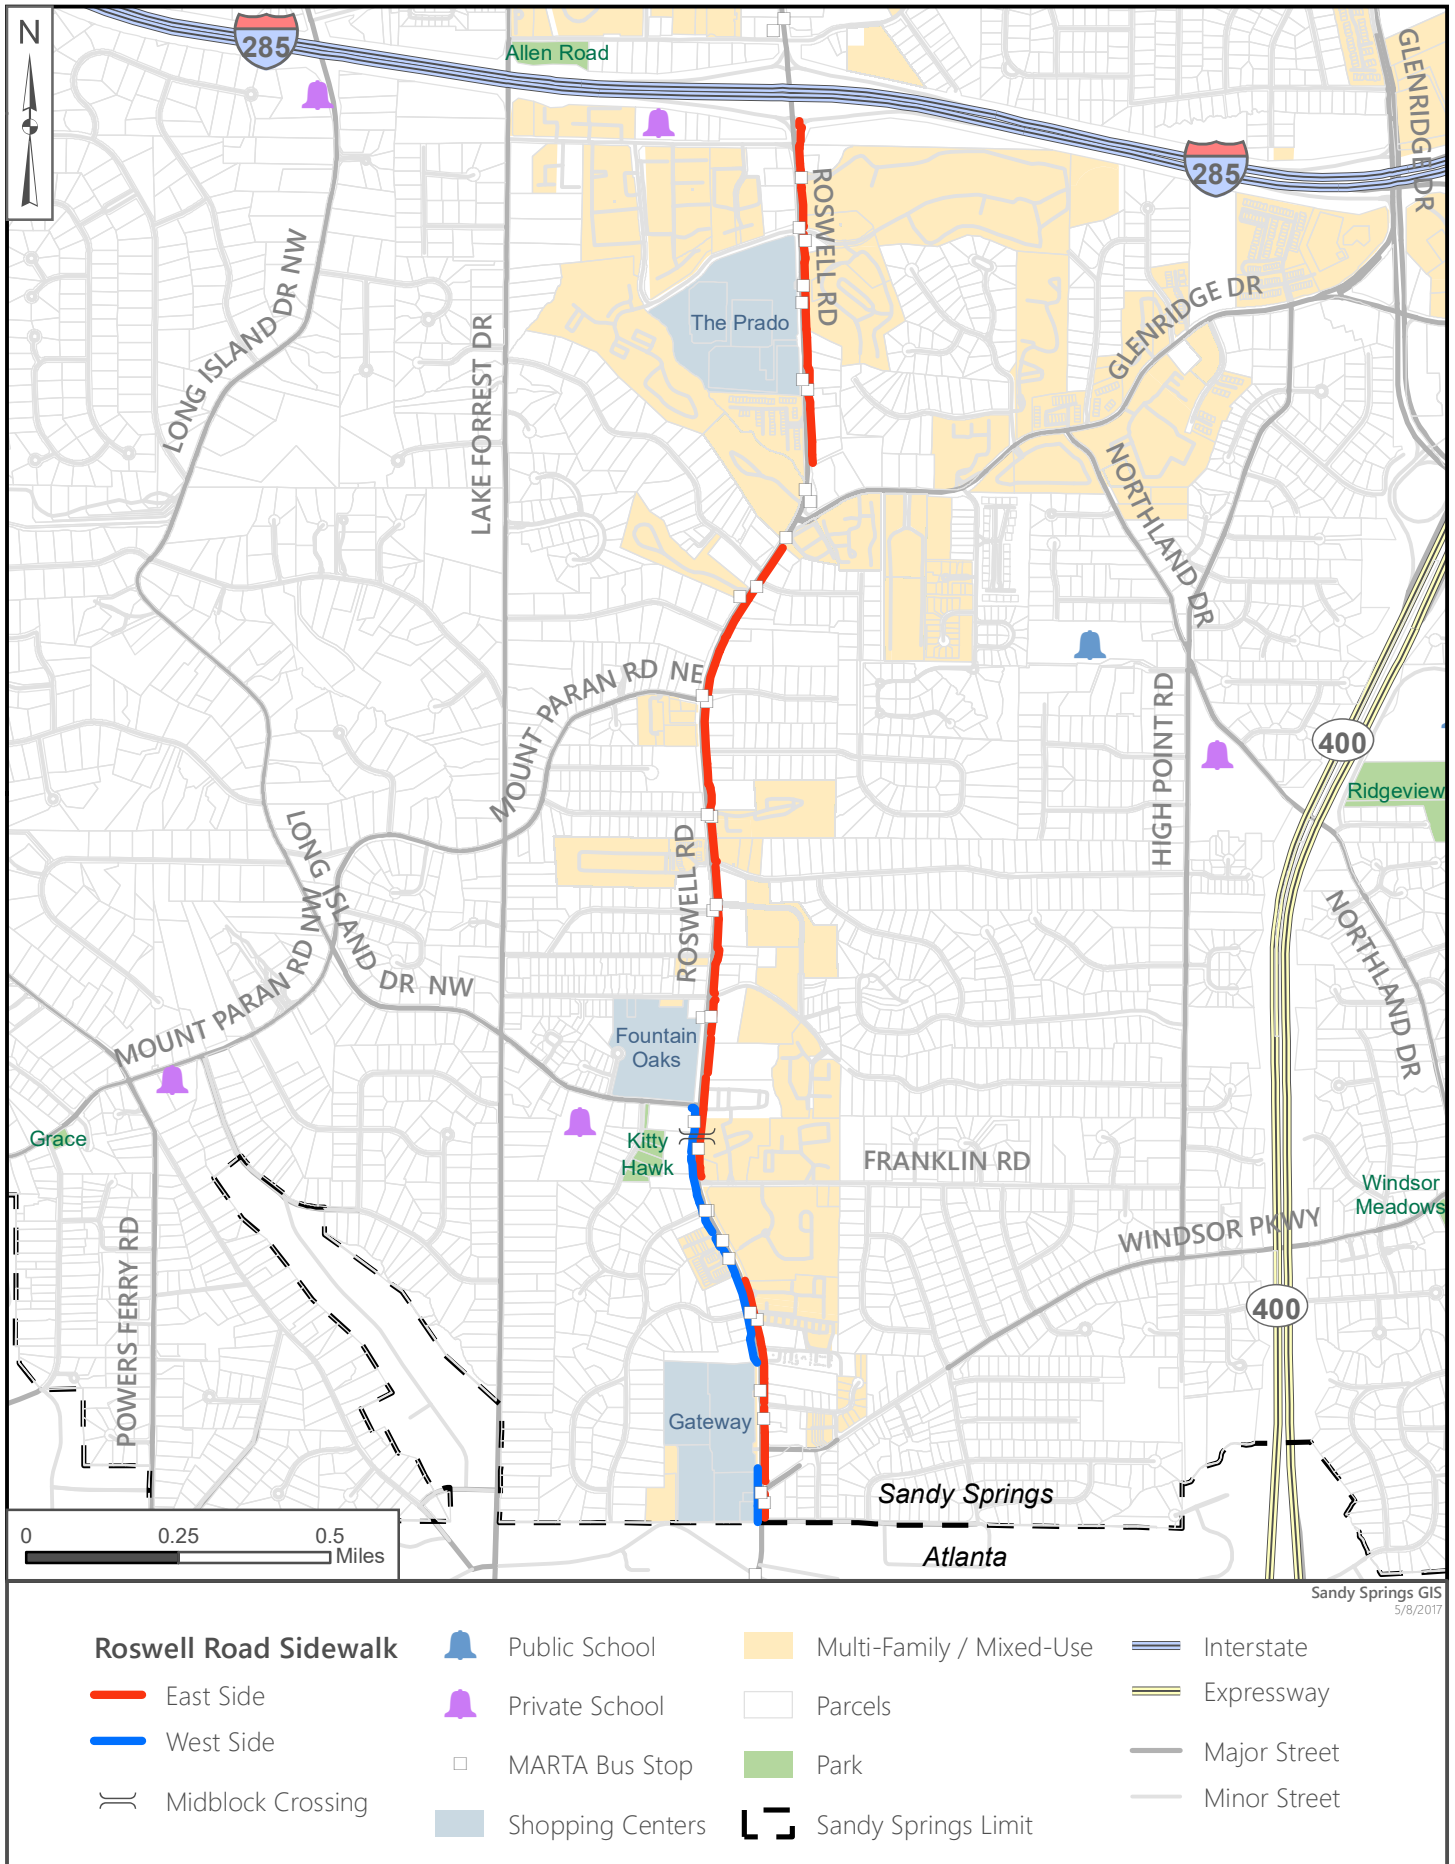 N
285
Allen Road
GLENRIDGE DR
285
ROSWELL RD
LONG ISLAND DR NW
The Prado
GLENRIDGE DR
LAKE FORREST DR
NORTHLAND DR
MOUNT PARAN RD NE
HIGH POINT RD
400
Ridgeview
LONG ISLAND DR NW
ROSWELL RD
NORTHLAND DR
MOUNT PARAN RD NW
Fountain
Oaks
Grace
Kitty
Hawk
FRANKLIN RD
Windsor
Meadows
WINDSOR PKWY
POWERS FERRY RD
400
Gateway
Sandy Springs
Atlanta
0 0.25 0.5
Miles
Sandy Springs GIS
5/8/2017
Roswell Road Sidewalk
East Side
West Side
Midblock Crossing
Public School
Private School
MARTA Bus Stop
Shopping Centers
Multi-Family / Mixed-Use
Parcels
Park
Sandy Springs Limit
Interstate
Expressway
Major Street
Minor Street